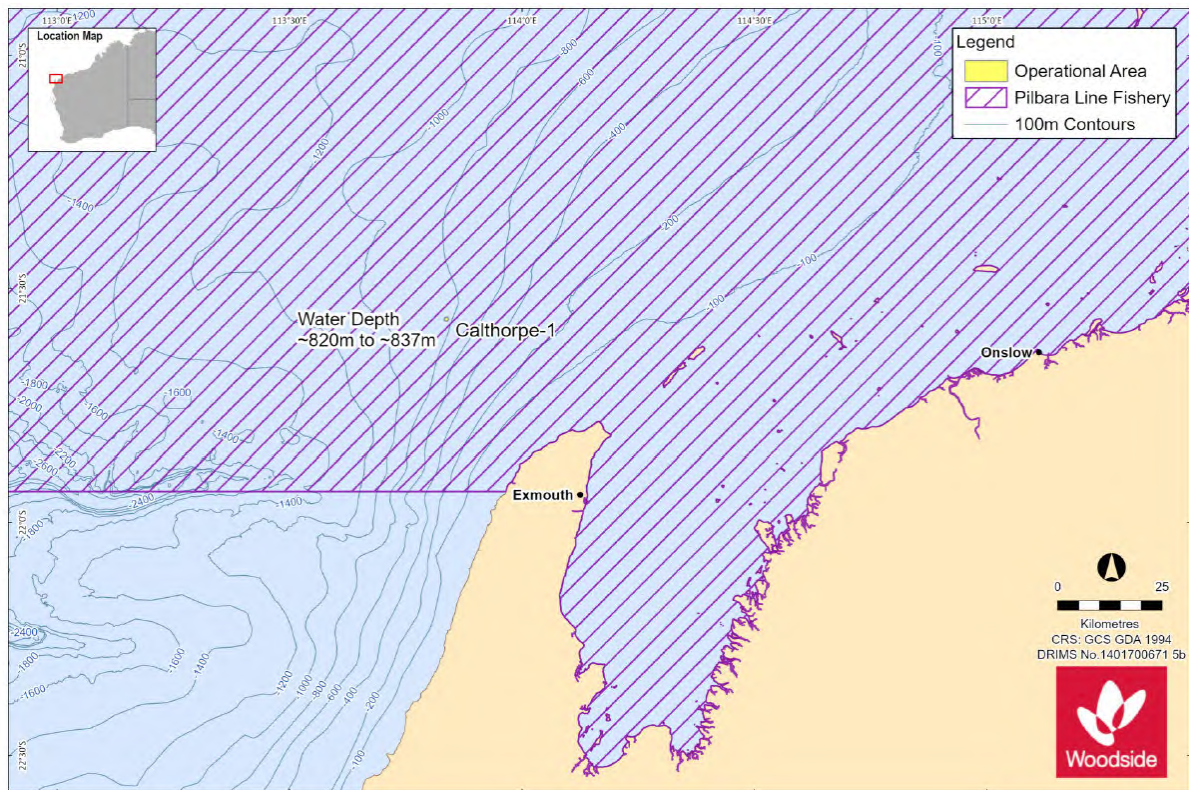 113°0'E
113°30'E
114°0'E
114°30'E
115°0'E
21°0'S
21°30'S
22°0'S
22°30'S
Location Map
Legend
Operational Area
Pilbara Line Fishery
100m Contours
1200
-1400
-1200
-1000
-800
-600
-400
-200
-100
-100
-100
Water Depth
~820m to ~837m
Calthorpe-1
Onslow
Exmouth
-1800
-2000
-1600
-2200
-2600
-1600
-1400
-2400
-1400
-1800
-2400
-1800
-1600
-1600
-1400
-1200
-1000
-800
-600
-400
-200
-100
0
25
Kilometres
CRS: GCS GDA 1994
DRIMS No.1401700671 5b
Woodside